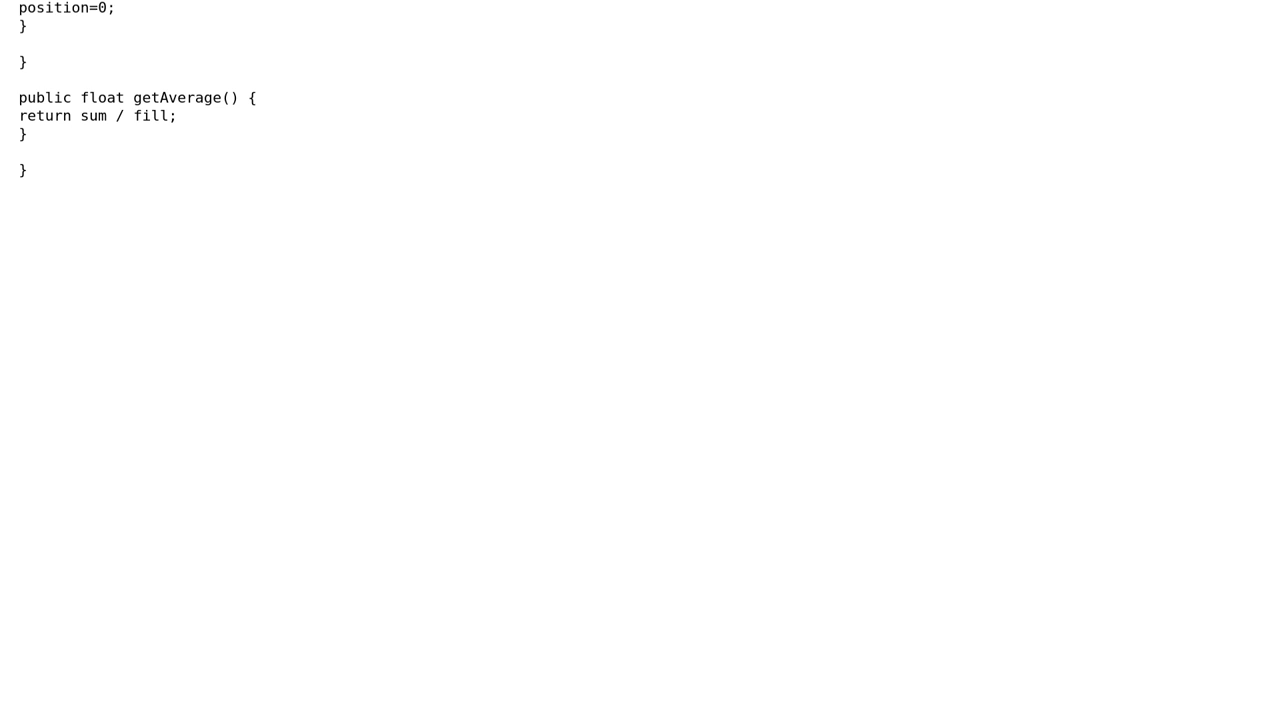 position=0;
}
}
public float getAverage() {
return sum / fill;
}
}